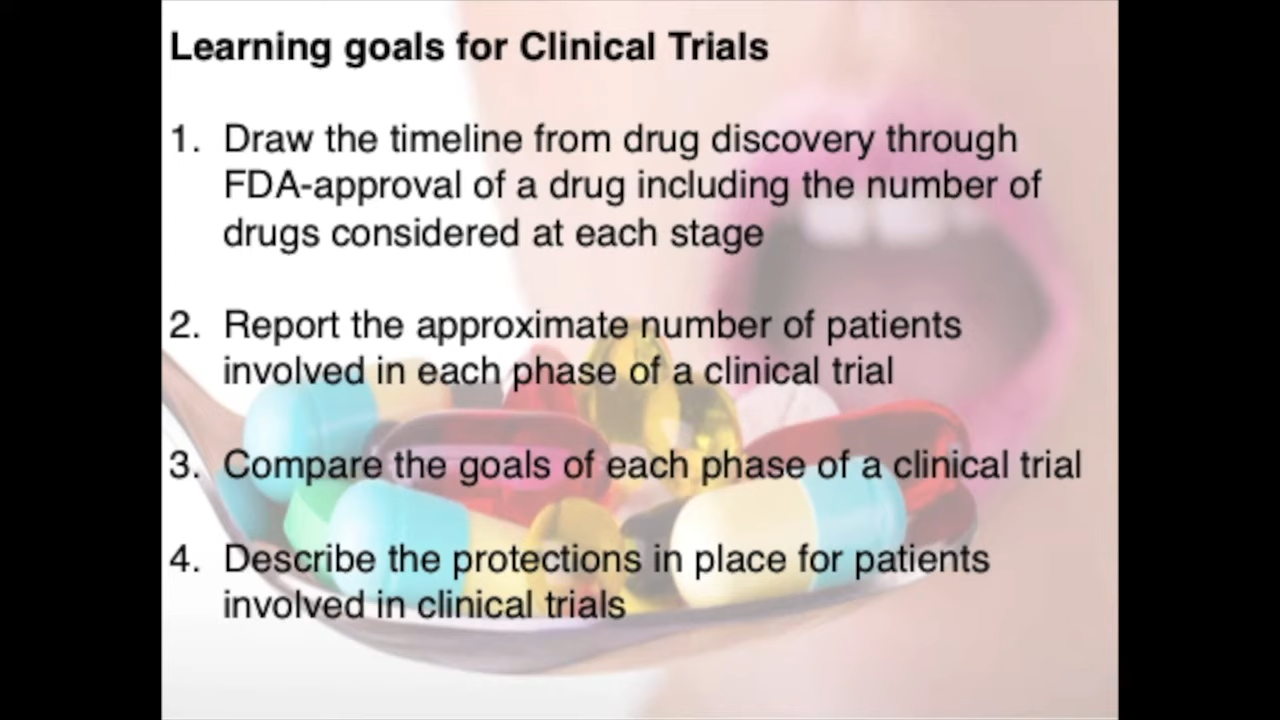 Learning goals for Clinical Trials
1. Draw the timeline from drug discovery through
FDA-approval of a drug including the number of
drugs considered at each stage
2. Report the approximate number of patients
involved in each phase of a clinical trial
3. Compare the goals of each phase of a clinical trial
4. Describe the protections in place for patients
involved in clinical trials